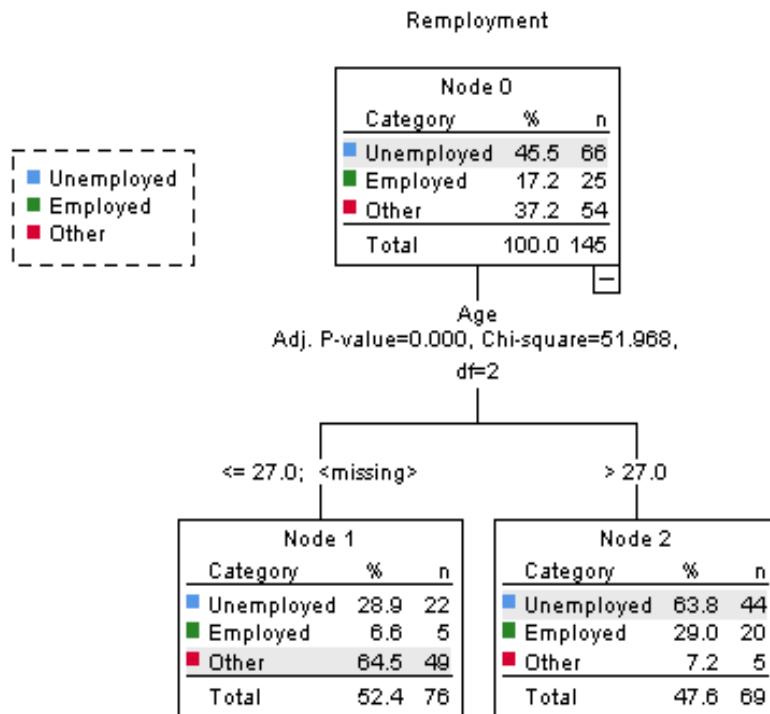 Remployment
Node 0
Category % n
Unemployed 45.5 66
Employed 17.2 25
Other 37.2 54
Total 100.0 145
Unemployed
Employed
Other
Age
Adj. P-value=0.000, Chi-square=51.968,
df=2
<= 27.0; <missing>
> 27.0
Node 1
Category % n
Unemployed 28.9 22
Employed 6.6 5
Other 64.5 49
Total 52.4 76
Node 2
Category % n
Unemployed 63.8 44
Employed 29.0 20
Other 7.2 5
Total 47.6 69